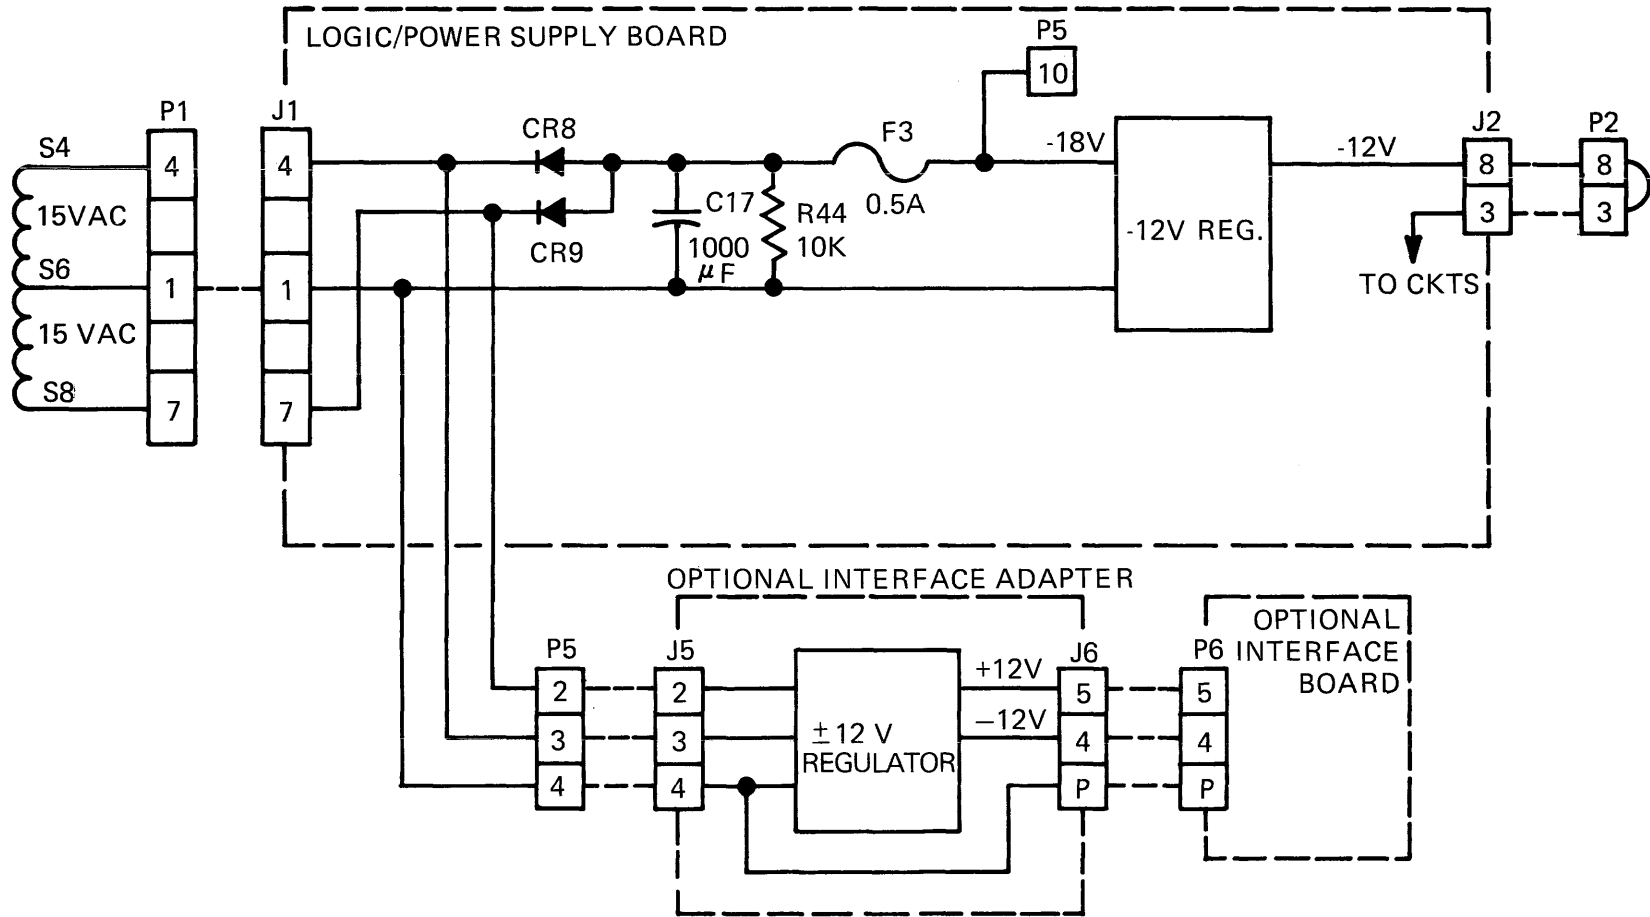 LOGIC/POWER SUPPLY BOARD
P5
10
P1
J1
S4
4
4
15VAC
S6
1
1
15 VAC
S8
7
7
CR8
CR9
C17
1000
μF
R44
10K
F3
0.5A
-18V
-12V REG.
-12V
J2
P2
8
8
3
3
TO CKTS
OPTIONAL INTERFACE ADAPTER
P5
J5
2
2
3
3
4
4
±12 V
REGULATOR
+12V
−12V
J6
P6
5
5
4
4
P
P
OPTIONAL
INTERFACE
BOARD